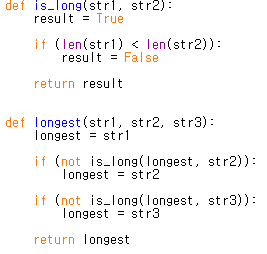 def is_long(str1, str2):
    result = True

    if (len(str1) < len(str2)):
        result = False

    return result


def longest(str1, str2, str3):
    longest = str1

    if (not is_long(longest, str2)):
        longest = str2

    if (not is_long(longest, str3)):
        longest = str3

    return longest